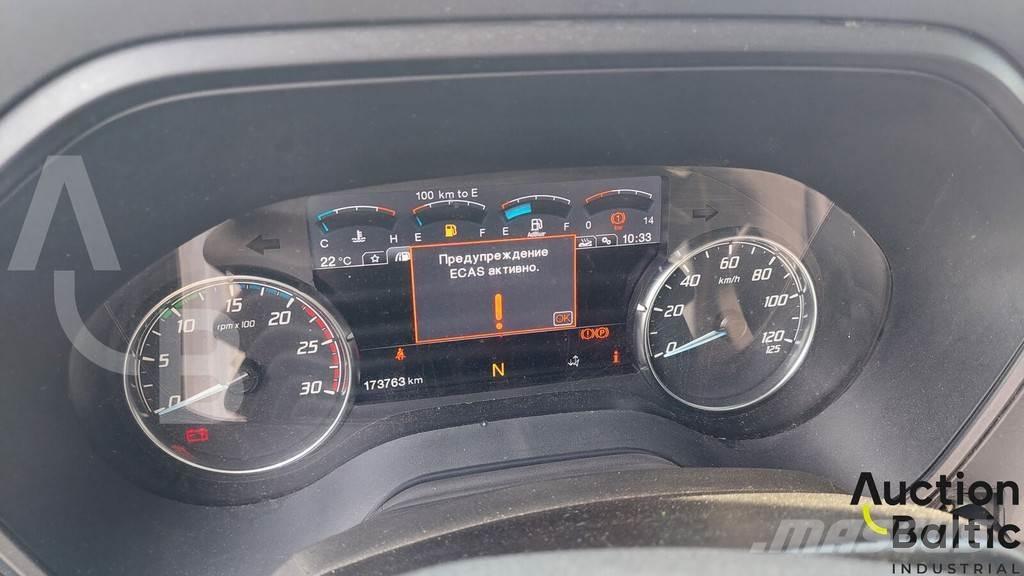 100 km to E
C H E F E AdBlue F 0 bar 14
22 °C 10:33
Предупреждение
ECAS активно.
!
OK
0 5 10 15 20 25 30
rpm x 100
0 20 40 60 80 100 120 125
km/h
(!) (P)
173763 km
N
Auction
Baltic
INDUSTRIAL